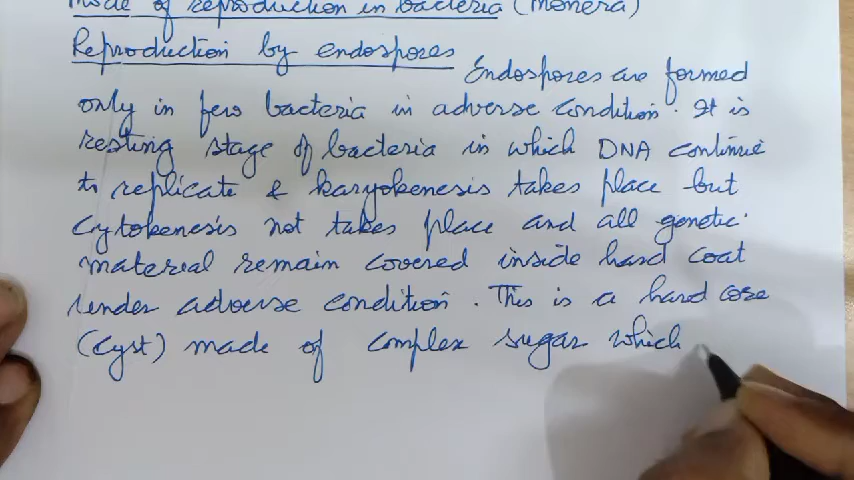 Mode of reproduction in bacteria (Monera)
Reproduction by endospores
Endospores are formed
only in few bacteria in adverse condition. It is
resting stage of bacteria in which DNA continue
to replicate & karyokenesis takes place but
Cytokenesis not takes place and all genetic
material remain covered inside hard coat
under adverse condition. This is a hard core
(Cyst) made of complex sugar which